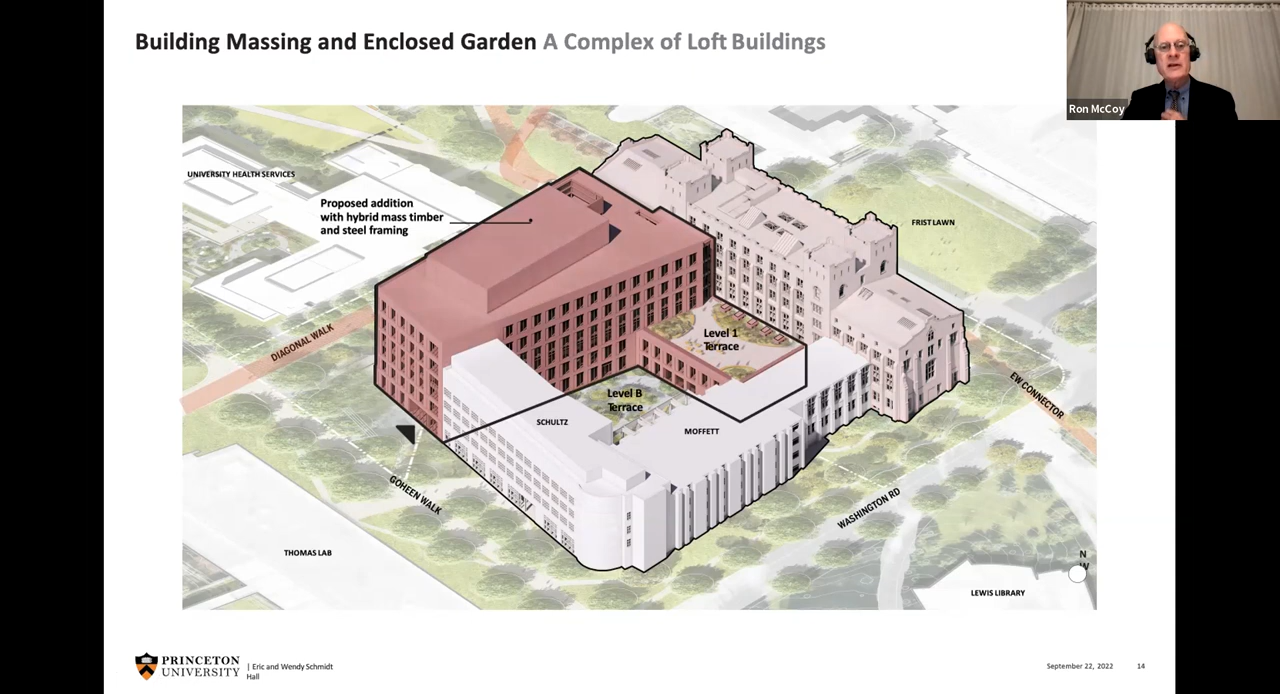 Building Massing and Enclosed Garden A Complex of Loft Buildings
Ron McCoy
UNIVERSITY HEALTH SERVICES
Proposed addition
with hybrid mass timber
and steel framing
FRIST LAWN
DIAGONAL WALK
Level 1
Terrace
EW CONNECTOR
Level B
Terrace
SCHULTZ
MOFFETT
GOHEEN WALK
WASHINGTON RD
THOMAS LAB
N
W
LEWIS LIBRARY
PRINCETON
UNIVERSITY
| Eric and Wendy Schmidt
Hall
September 22, 2022 14